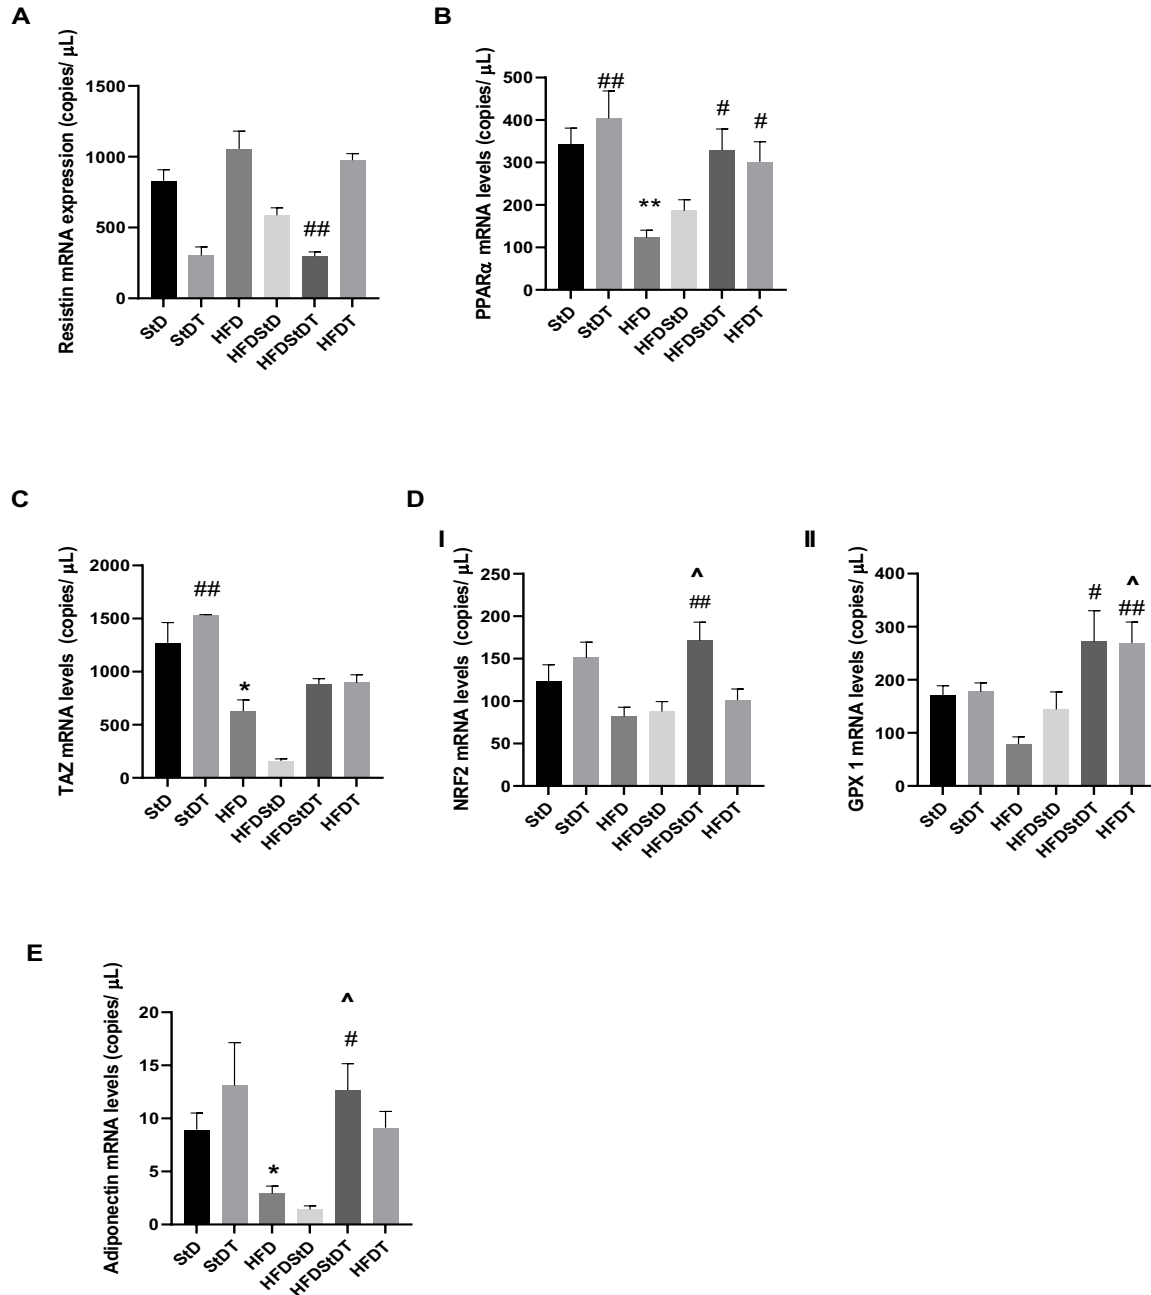 A
Resistin mRNA expression (copies/ μL)
1500
1000
500
0
##
StD
StDT
HFD
HFDStD
HFDStDT
HFDT
B
PPARα mRNA levels (copies/ μL)
500
400
300
200
100
0
##
**
#
#
StD
StDT
HFD
HFDStD
HFDStDT
HFDT
C
TAZ mRNA levels (copies/ μL)
2000
1500
1000
500
0
##
*
StD
StDT
HFD
HFDStD
HFDStDT
HFDT
D
I
NRF2 mRNA levels (copies/ μL)
250
200
150
100
50
0
^
##
StD
StDT
HFD
HFDStD
HFDStDT
HFDT
II
GPX 1 mRNA levels (copies/ μL)
400
300
200
100
0
#
^
##
StD
StDT
HFD
HFDStD
HFDStDT
HFDT
E
Adiponectin mRNA levels (copies/ μL)
20
15
10
5
0
*
^
#
StD
StDT
HFD
HFDStD
HFDStDT
HFDT